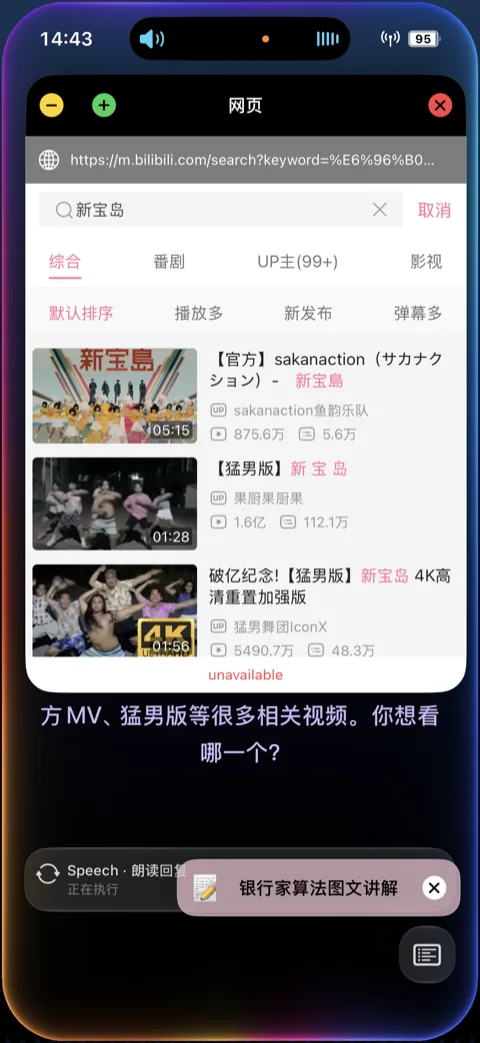 14:43
95
网页
https://m.bilibili.com/search?keyword=%E6%96%B0...
新宝岛
取消
综合
番剧
UP主(99+)
影视
默认排序
播放多
新发布
弹幕多
新宝島
05:15
【官方】sakanaction（サカナク
ション）- 新宝島
UP sakanaction鱼韵乐队
875.6万 5.6万
01:28
【猛男版】新 宝 岛
UP 果厨果厨果
1.6亿 112.1万
4K
ULTRA HD
01:56
破亿纪念!【猛男版】新宝岛 4K高
清重置加强版
UP 猛男舞团IconX
5490.7万 48.3万
unavailable
方MV、猛男版等很多相关视频。你想看
哪一个?
Speech · 朗读回复
正在执行
银行家算法图文讲解